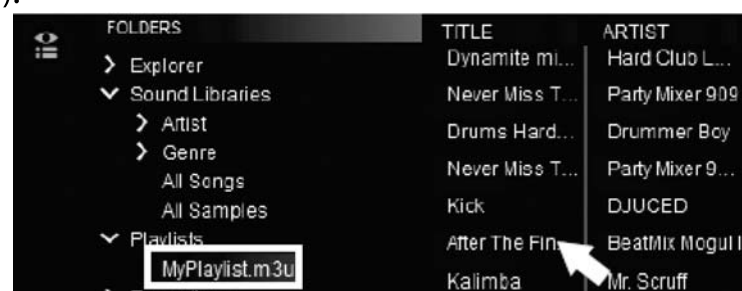 ).
FOLDERS
Explorer
Sound Libraries
Artist
Genre
All Songs
All Samples
Playlists
MyPlaylist.m3u
TITLE ARTIST
Dynamite mi... Hard Club L...
Never Miss T... Party Mixer 909
Drums Hard... Drummer Boy
Never Miss T... Party Mixer 9...
Kick DJUCED
After The Fin... BeatMix Mogul
Kalimba Mr. Scruff